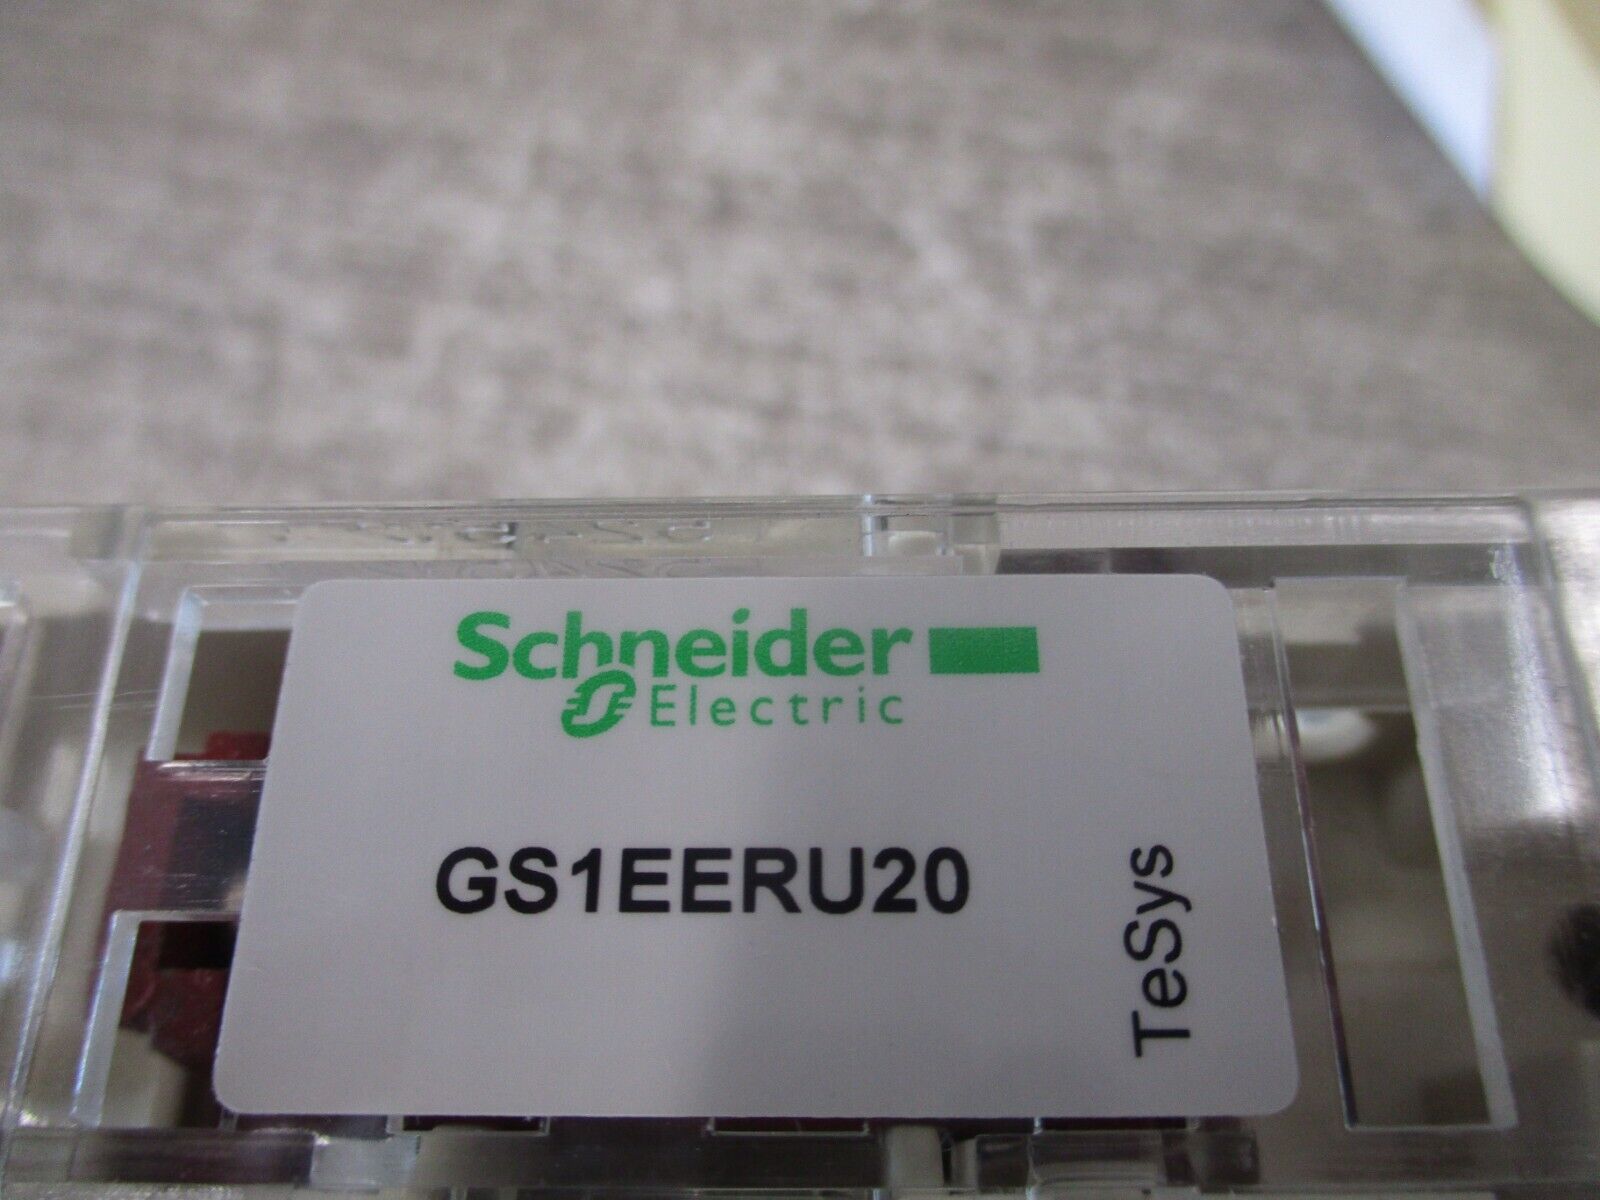 Schneider
Electric
GS1EERU20
TeSys